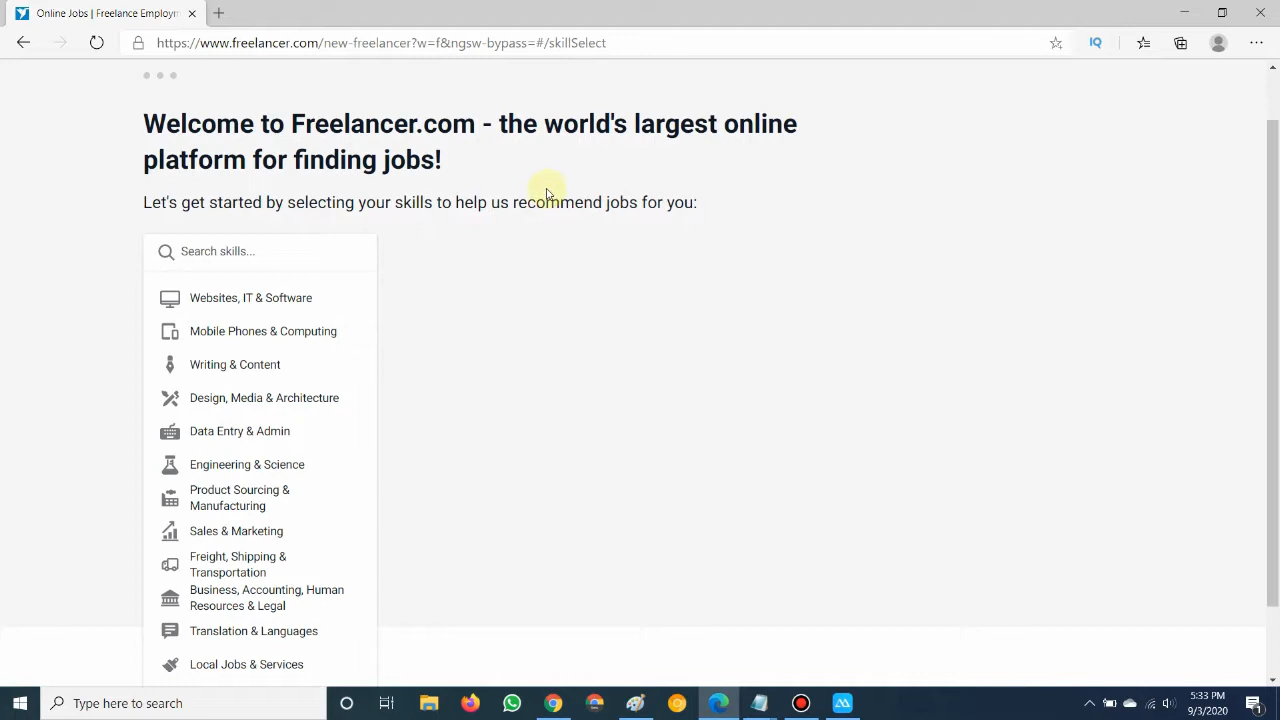 Online Jobs | Freelance Employm
https://www.freelancer.com/new-freelancer?w=f&ngsw-bypass=#/skillSelect
IQ
Welcome to Freelancer.com - the world's largest online
platform for finding jobs!
Let's get started by selecting your skills to help us recommend jobs for you:
Search skills...
Websites, IT & Software
Mobile Phones & Computing
Writing & Content
Design, Media & Architecture
Data Entry & Admin
Engineering & Science
Product Sourcing &
Manufacturing
Sales & Marketing
Freight, Shipping &
Transportation
Business, Accounting, Human
Resources & Legal
Translation & Languages
Local Jobs & Services
Type here to search
5:33 PM
9/3/2020
1